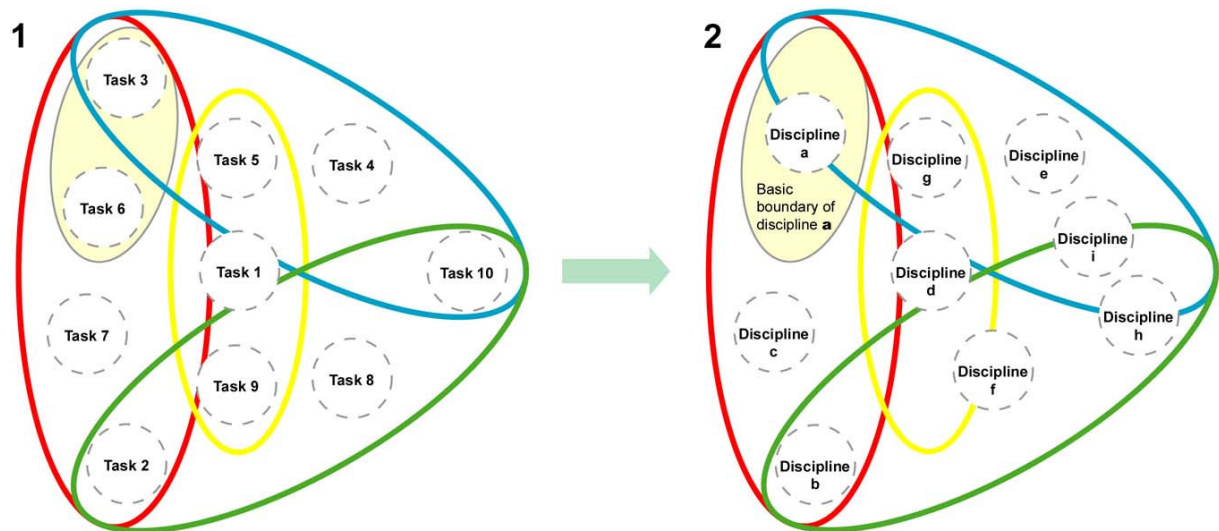 1
Task 3
Task 6
Task 5
Task 4
Task 1
Task 10
Task 7
Task 9
Task 8
Task 2
2
Discipline
a
Basic
boundary of
discipline a
Discipline
g
Discipline
e
Discipline
i
Discipline
d
Discipline
h
Discipline
c
Discipline
f
Discipline
b